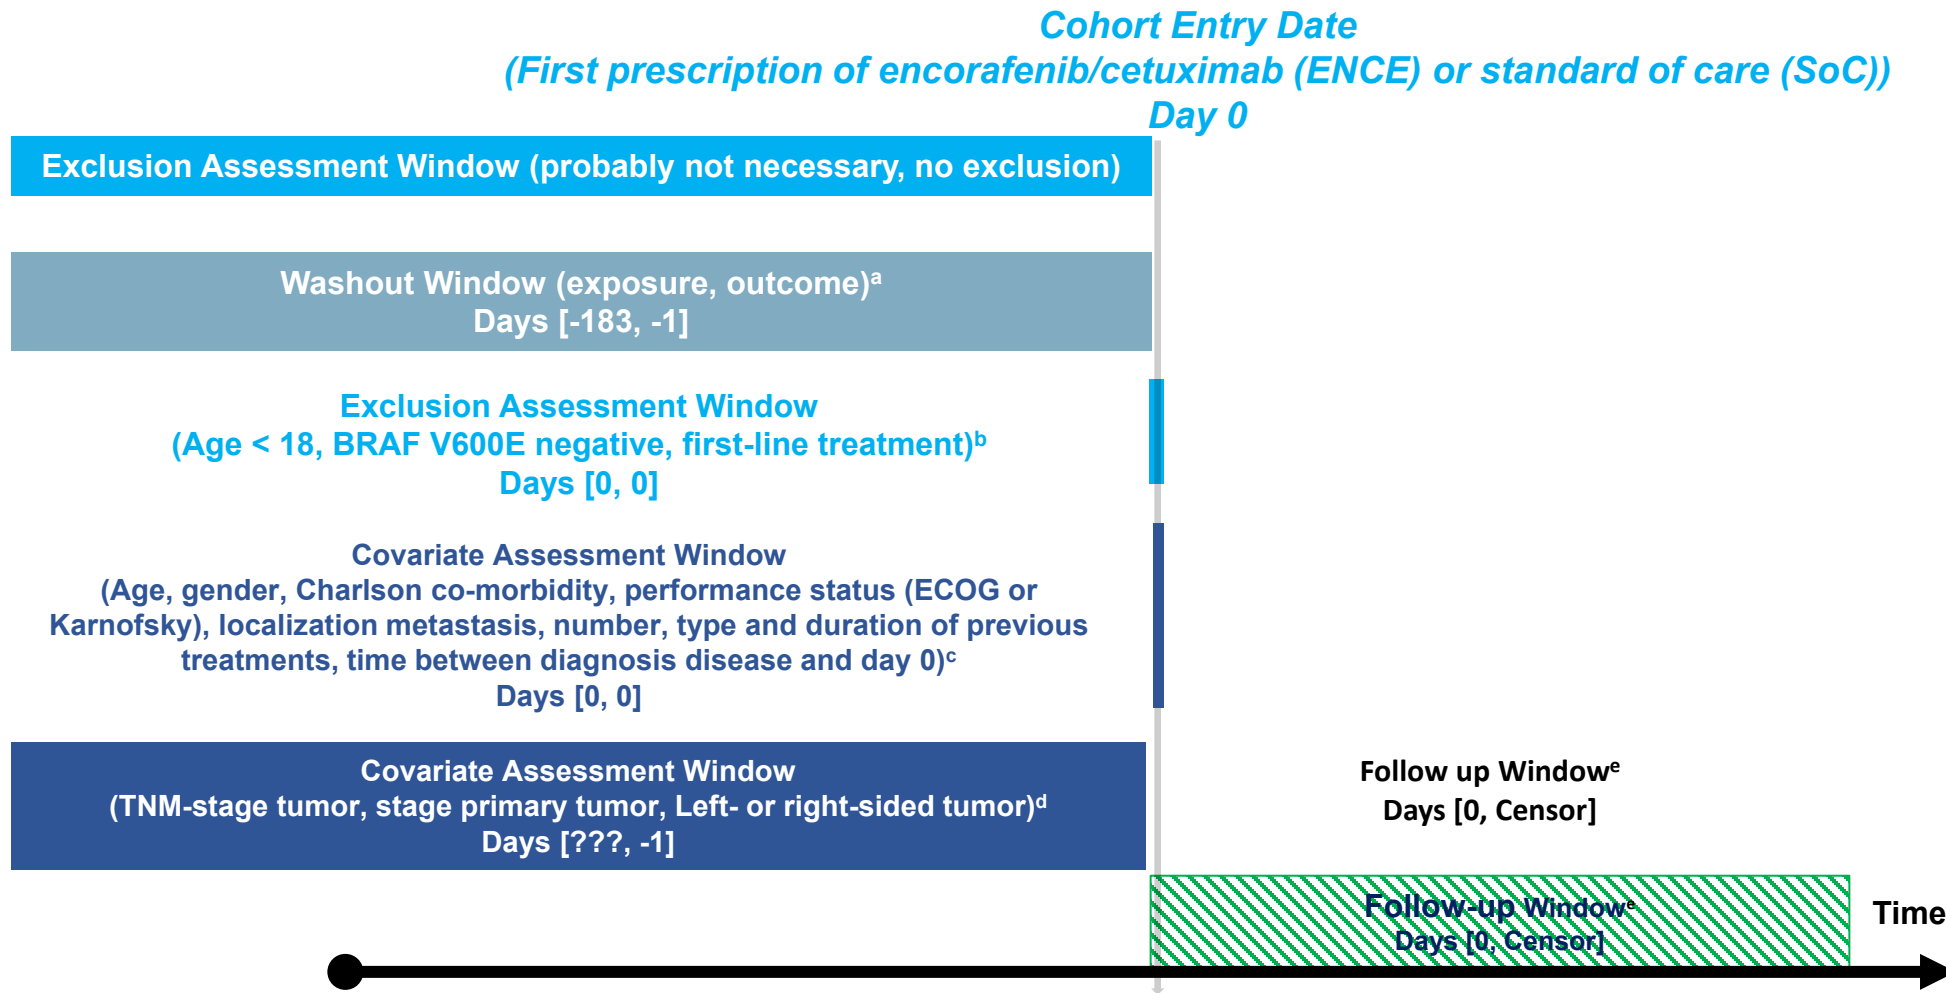 Cohort Entry Date
(First prescription of encorafenib/cetuximab (ENCE) or standard of care (SoC))
Day 0
Exclusion Assessment Window (probably not necessary, no exclusion)
Washout Window (exposure, outcome)ᵃ
Days [-183, -1]
Exclusion Assessment Window
(Age < 18, BRAF V600E negative, first-line treatment)ᵇ
Days [0, 0]
Covariate Assessment Window
(Age, gender, Charlson co-morbidity, performance status (ECOG or
Karnofsky), localization metastasis, number, type and duration of previous
treatments, time between diagnosis disease and day 0)ᶜ
Days [0, 0]
Covariate Assessment Window
(TNM-stage tumor, stage primary tumor, Left- or right-sided tumor)ᵈ
Days [???, -1]
Follow up Windowᵉ
Days [0, Censor]
Follow-up Windowᵉ
Days [0, Censor]
Time